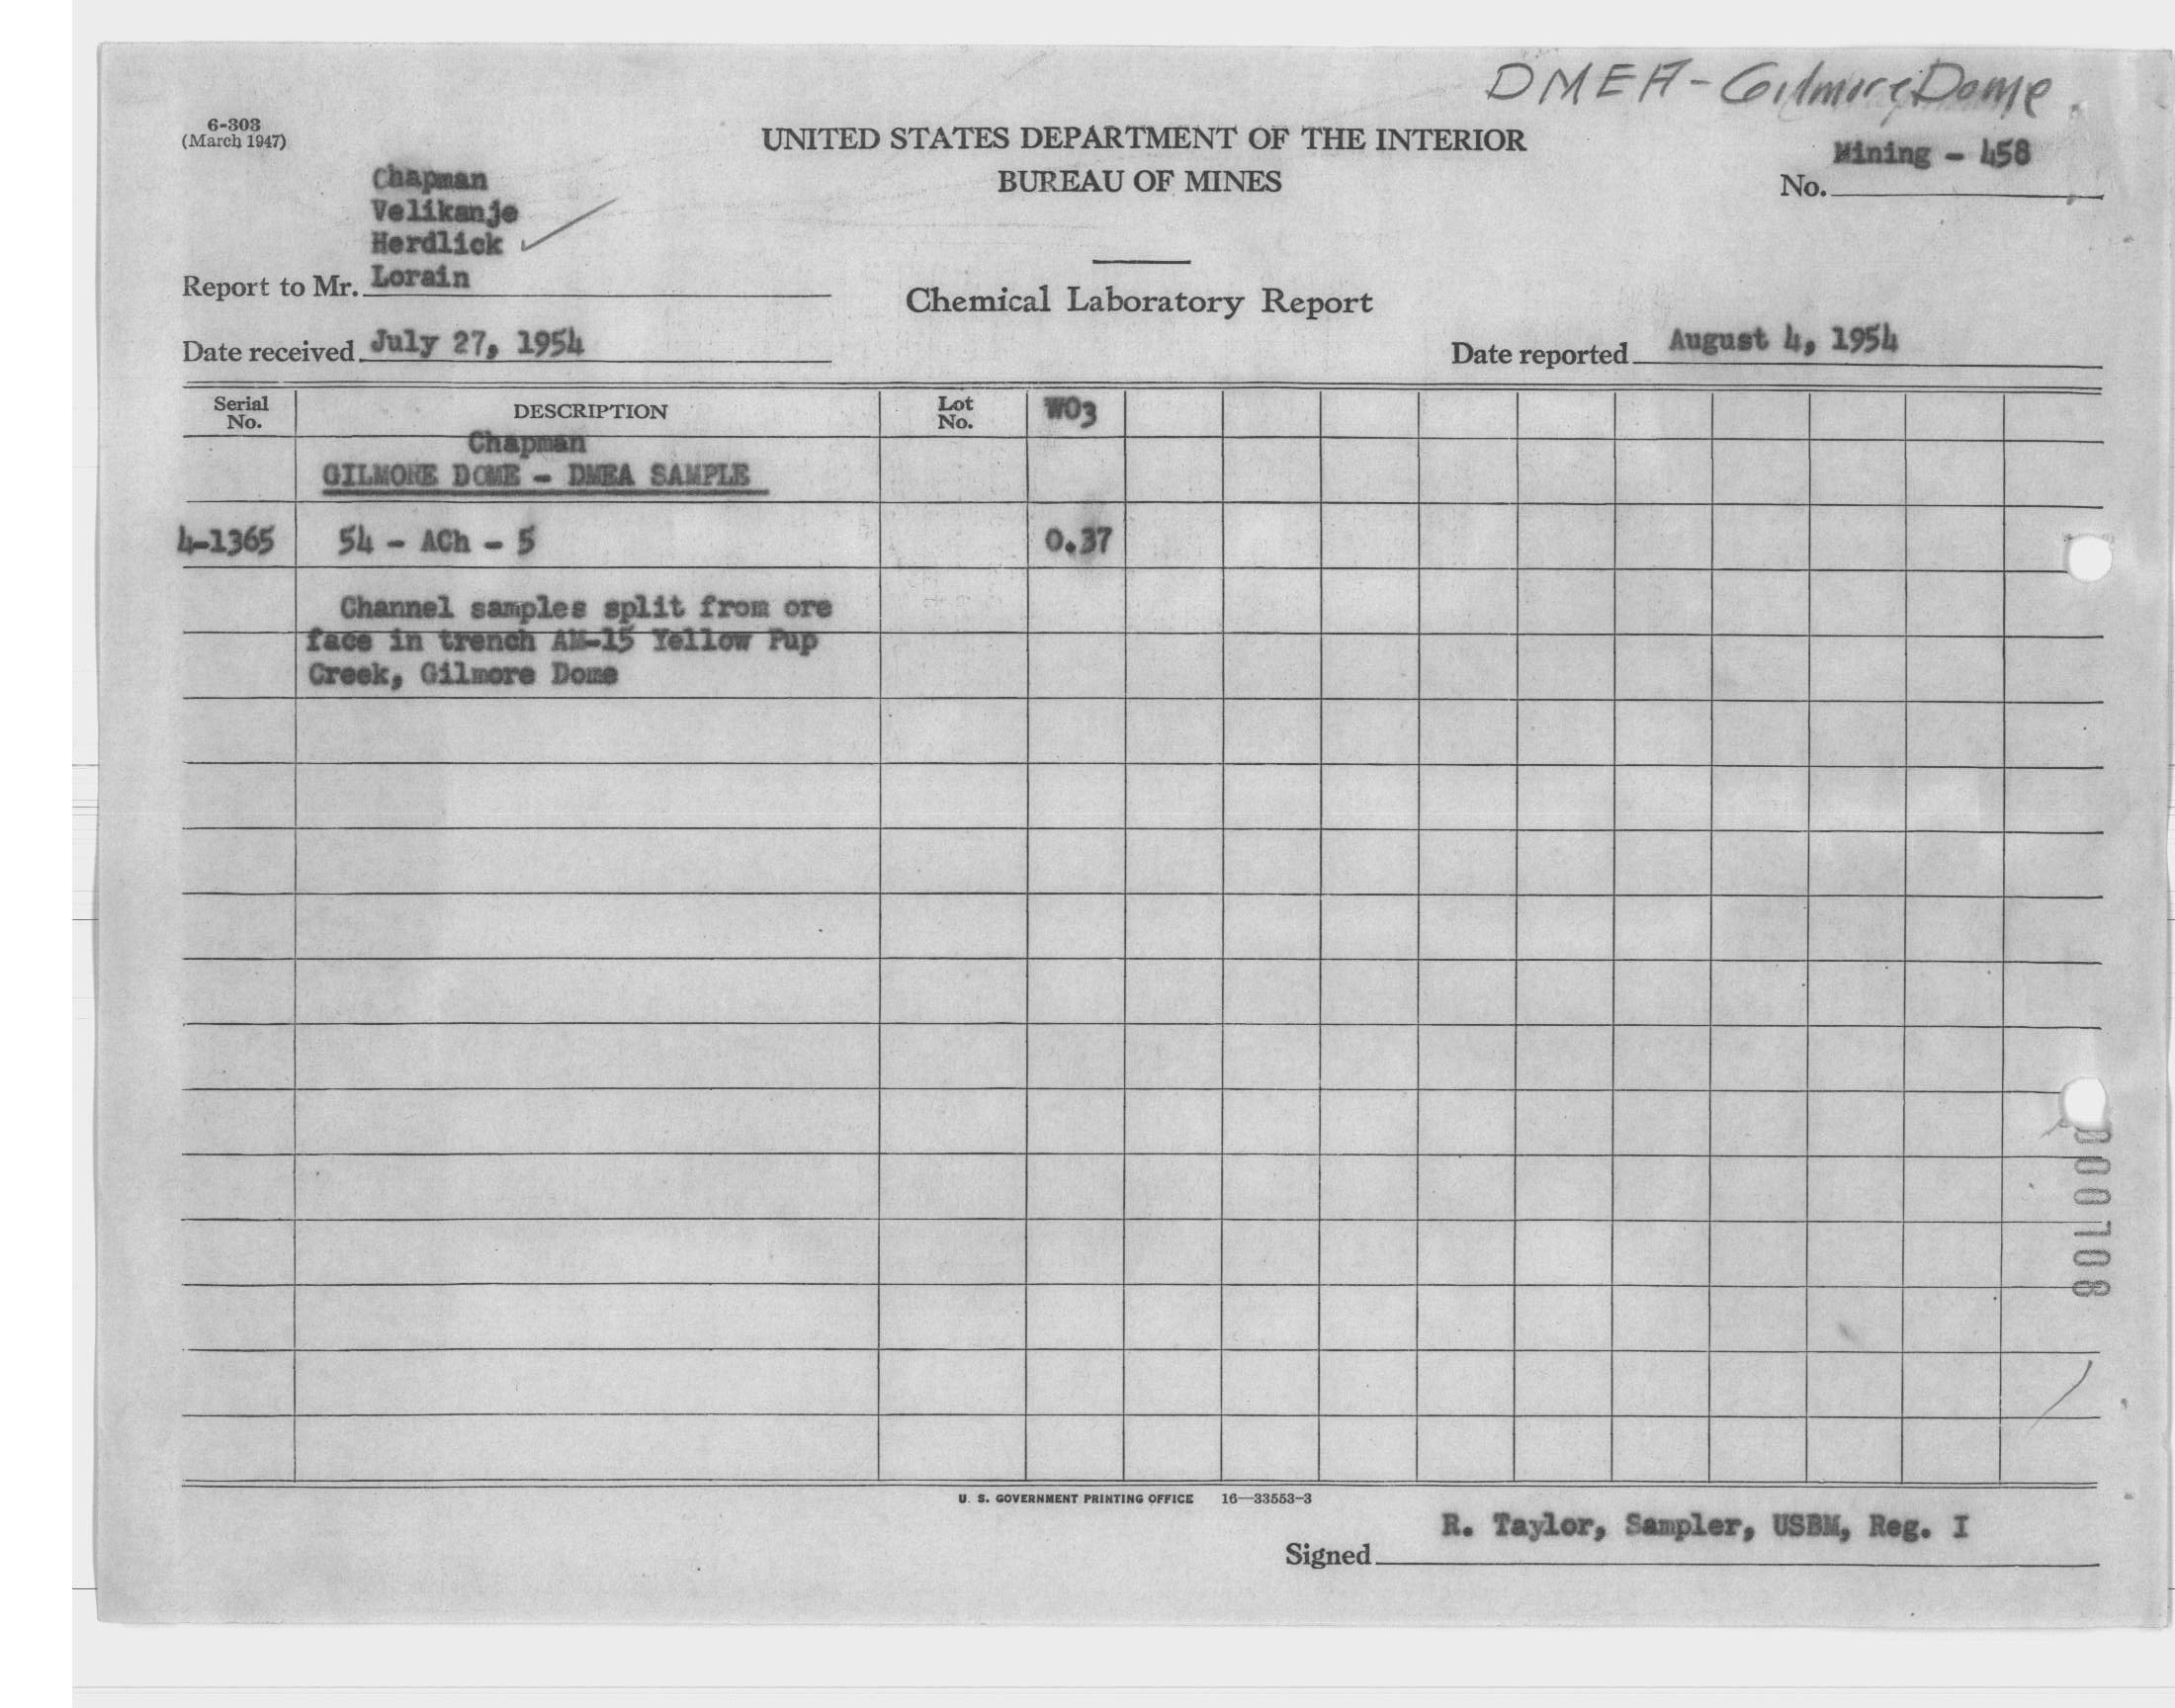 DMEA - Gilmore Dome
6-303
(March 1947)
UNITED STATES DEPARTMENT OF THE INTERIOR
BUREAU OF MINES
Mining - 458
No.
Chapman
Velikanje
Herdlick
Report to Mr. Lorain
Chemical Laboratory Report
Date received July 27, 1954
Date reported August 4, 1954
Serial No. DESCRIPTION Lot No. WO3
Chapman
GILMORE DOME - DMEA SAMPLE
4-1365 54 - ACh - 5 0.37
Channel samples split from ore
face in trench AM-15 Yellow Pup
Creek, Gilmore Dome
000108
U. S. GOVERNMENT PRINTING OFFICE 16—33553-3
R. Taylor, Sampler, USBM, Reg. I
Signed